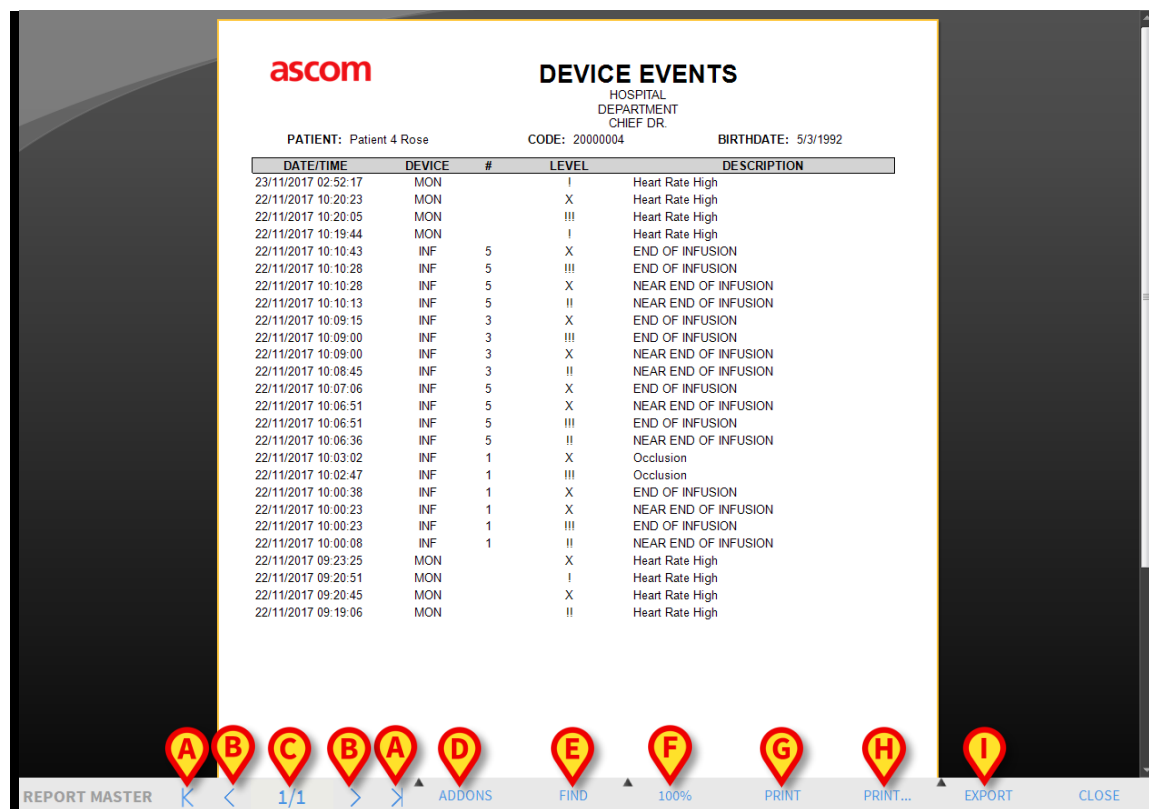 ascom
DEVICE EVENTS
HOSPITAL
DEPARTMENT
CHIEF DR.
PATIENT: Patient 4 Rose CODE: 20000004 BIRTHDATE: 5/3/1992
DATE/TIME DEVICE # LEVEL DESCRIPTION
23/11/2017 02:52:17 MON ! Heart Rate High
22/11/2017 10:20:23 MON X Heart Rate High
22/11/2017 10:20:05 MON !!! Heart Rate High
22/11/2017 10:19:44 MON ! Heart Rate High
22/11/2017 10:10:43 INF 5 X END OF INFUSION
22/11/2017 10:10:28 INF 5 !!! END OF INFUSION
22/11/2017 10:10:28 INF 5 X NEAR END OF INFUSION
22/11/2017 10:10:13 INF 5 !! NEAR END OF INFUSION
22/11/2017 10:09:15 INF 3 X END OF INFUSION
22/11/2017 10:09:00 INF 3 !!! END OF INFUSION
22/11/2017 10:09:00 INF 3 X NEAR END OF INFUSION
22/11/2017 10:08:45 INF 3 !! NEAR END OF INFUSION
22/11/2017 10:07:06 INF 5 X END OF INFUSION
22/11/2017 10:06:51 INF 5 X NEAR END OF INFUSION
22/11/2017 10:06:51 INF 5 !!! END OF INFUSION
22/11/2017 10:06:36 INF 5 !! NEAR END OF INFUSION
22/11/2017 10:03:02 INF 1 X Occlusion
22/11/2017 10:02:47 INF 1 !!! Occlusion
22/11/2017 10:00:38 INF 1 X END OF INFUSION
22/11/2017 10:00:23 INF 1 X NEAR END OF INFUSION
22/11/2017 10:00:23 INF 1 !!! END OF INFUSION
22/11/2017 10:00:08 INF 1 !! NEAR END OF INFUSION
22/11/2017 09:23:25 MON X Heart Rate High
22/11/2017 09:20:51 MON ! Heart Rate High
22/11/2017 09:20:45 MON X Heart Rate High
22/11/2017 09:19:06 MON !! Heart Rate High
A B C B A D E F G H I
REPORT MASTER 1/1 ADDONS FIND 100% PRINT PRINT... EXPORT CLOSE